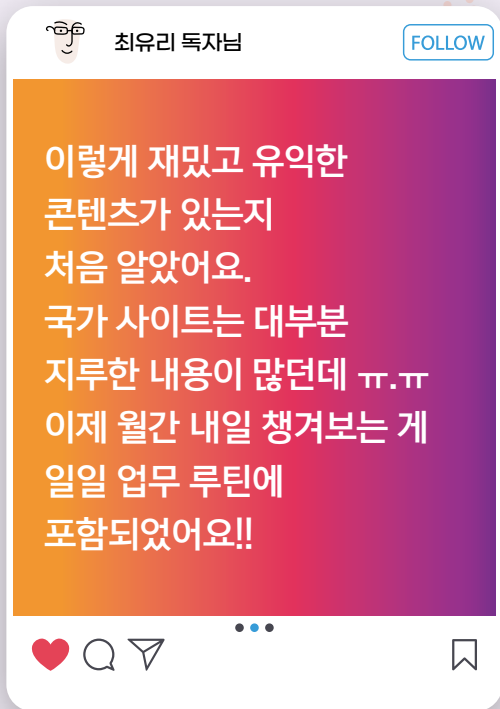 최유리 독자님
FOLLOW
이렇게 재밌고 유익한
콘텐츠가 있는지
처음 알았어요.
국가 사이트는 대부분
지루한 내용이 많던데 ㅠ.ㅠ
이제 월간 내일 챙겨보는 게
일일 업무 루틴에
포함되었어요!!